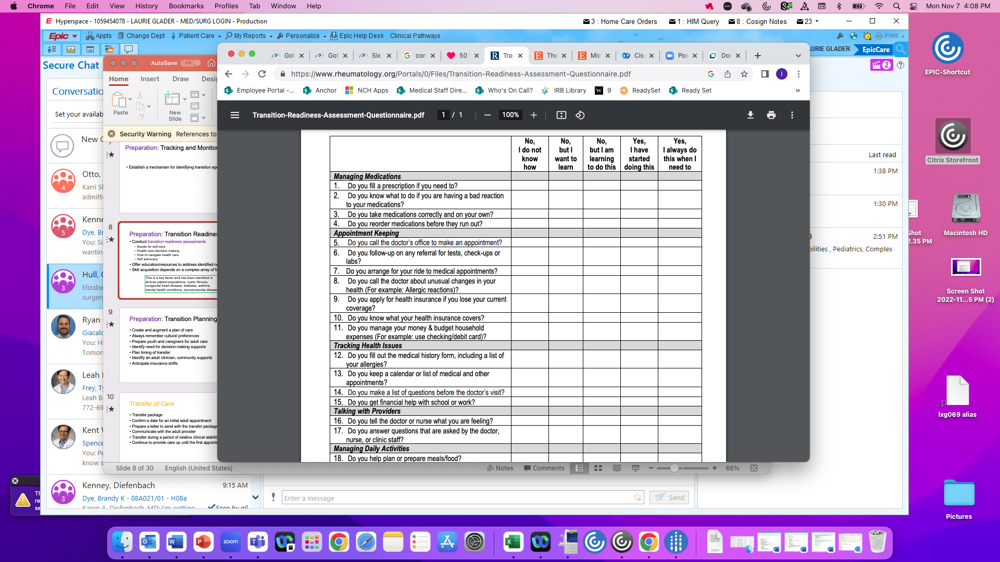 Chrome File Edit View History Bookmarks Profiles Tab Window Help Mon Nov 7 4:08 PM
Hyperspace - 1059454078 - LAURIE GLADER - MED/SURG LOGIN - Production 3 : Home Care Orders 1 : HIM Query 8 : Cosign Notes 23
Epic Appts Change Dept Patient Care My Reports Personalize Epic Help Desk Clinical Pathways Print
URIE GLADER EpicCare
Secure Chat
2
Conversatio
Set your availab
New C
Last read
Otto,
4
Karri Sl
admitt
1:38 PM
Kenne
5
Dye, Br
You: So
wantin
1:30 PM
Hull, C
3
Elizabe
surgery
2:51 PM
bilities , Pediatrics, Complex
Ryan
Giacalo
You: Hi
Tomor
Leah
Frey, Ty
Leah B
772-69
Kent W
Spence
You: Pe
know s
Kenney, Diefenbach 9:15 AM
3
Dye, Brandy K - 08A021/01 - H08a
Karen A. Diefenbach, MD: I'm getting Seen by all
Enter a message Send
AutoSave ON
Home Insert Draw Desig
Paste New Slide
Security Warning References to
7
Preparation: Tracking and Monitor
• Establish a mechanism for identifying transition age
8
Preparation: Transition Readines
• Conduct transition readiness assessments
• Needs for self-care
• Health care decision making
• How to navigate health care
• Self advocacy
• Offer education/resources to address identified n
• Skill acquisition depends on a complex array of fa
This is a key factor and has been identified in
diverse patient populations: cystic fibrosis,
congenital heart disease, diabetes, asthma,
mental health conditions, neuromuscular diseas
9
Preparation: Transition Planning
• Create and augment a plan of care
• Always remember cultural preferences
• Prepare youth and caregivers for adult care
• Identify need for decision-making supports
• Plan timing of transfer
• Identify an adult clinician, community supports
• Anticipate insurance shifts
10
Transfer of Care
• Transfer package
• Confirm a date for an initial adult appointment
• Prepare a letter to send with the transfer package
• Communicate with the adult provider
• Transfer during a period of relative clinical stabilit
• Continue to provide care up until the first appoint
Slide 8 of 30 English (United States) Notes Comments 66%
Got Got Six con 50 Tra The Mic Cis Pos Do
https://www.rheumatology.org/Portals/0/Files/Transition-Readiness-Assessment-Questionnaire.pdf
Employee Portal -... Anchor NCH Apps Medical Staff Dire... Who's On Call? IRB Library W 9 ReadySet Ready Set »
Transition-Readiness-Assessment-Questionnaire.pdf 1 / 1 100%
No, I do not know how
No, but I want to learn
No, but I am learning to do this
Yes, I have started doing this
Yes, I always do this when I need to
Managing Medications
1. Do you fill a prescription if you need to?
2. Do you know what to do if you are having a bad reaction
to your medications?
3. Do you take medications correctly and on your own?
4. Do you reorder medications before they run out?
Appointment Keeping
5. Do you call the doctor's office to make an appointment?
6. Do you follow-up on any referral for tests, check-ups or
labs?
7. Do you arrange for your ride to medical appointments?
8. Do you call the doctor about unusual changes in your
health (For example: Allergic reactions)?
9. Do you apply for health insurance if you lose your current
coverage?
10. Do you know what your health insurance covers?
11. Do you manage your money & budget household
expenses (For example: use checking/debit card)?
Tracking Health Issues
12. Do you fill out the medical history form, including a list of
your allergies?
13. Do you keep a calendar or list of medical and other
appointments?
14. Do you make a list of questions before the doctor's visit?
15. Do you get financial help with school or work?
Talking with Providers
16. Do you tell the doctor or nurse what you are feeling?
17. Do you answer questions that are asked by the doctor,
nurse, or clinic staff?
Managing Daily Activities
18. Do you help plan or prepare meals/food?
EPIC-Shortcut
Citrix Storefront
Macintosh HD
Shot
2.35 PM
Screen Shot
2022-11...5 PM (2)
lxg069 alias
Pictures
Th
re
se
zoom
DOCX